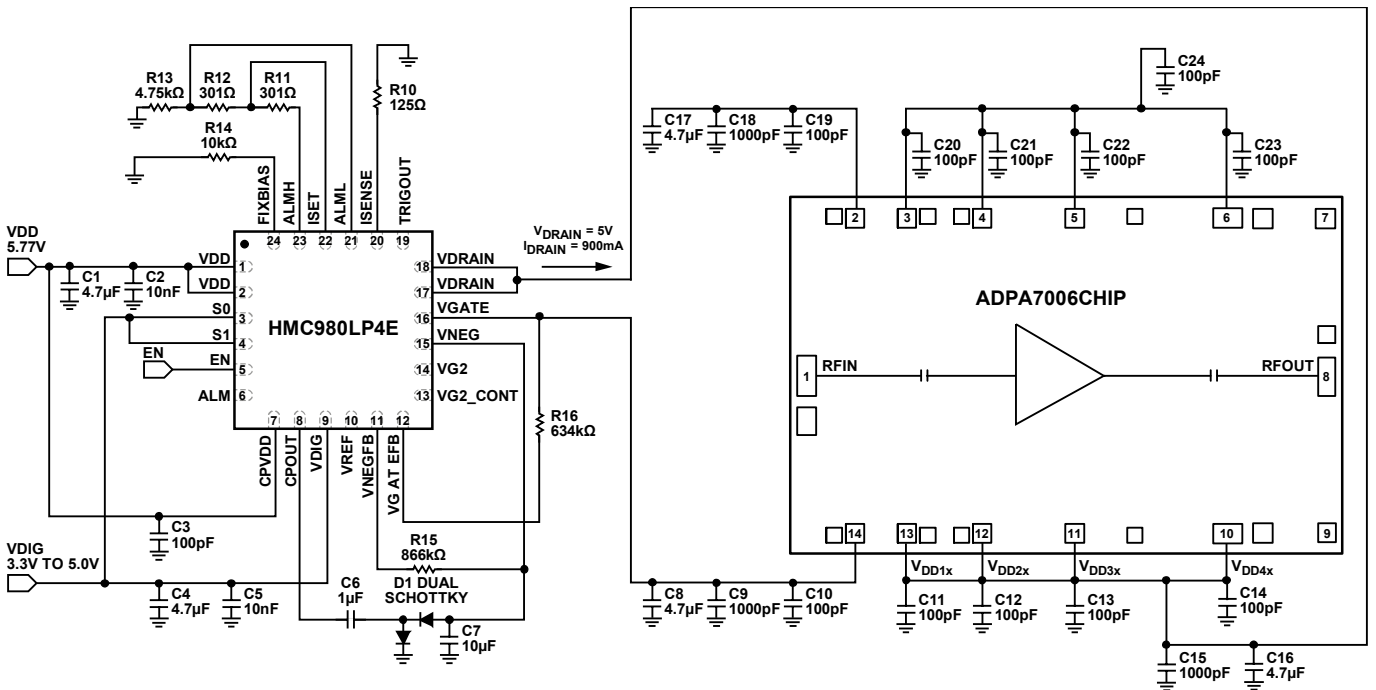 R13
4.75kΩ
R12
301Ω
R11
301Ω
R14
10kΩ
R10
125Ω
FIXBIAS
ALMH
ISET
ALML
ISENSE
TRIGOUT
24
23
22
21
20
19
VDD
5.77V
C1
4.7µF
C2
10nF
VDD
1
VDD
2
S0
3
S1
4
EN
EN
5
ALM
6
HMC980LP4E
18
VDRAIN
17
VDRAIN
16
VGATE
15
VNEG
14
VG2
13
VG2_CONT
7
8
9
10
11
12
CPVDD
CPOUT
VDIG
VREF
VNEGFB
VG AT EFB
VDRAIN = 5V
IDRAIN = 900mA
R16
634kΩ
C3
100pF
VDIG
3.3V TO 5.0V
C4
4.7µF
C5
10nF
R15
866kΩ
D1 DUAL
SCHOTTKY
C6
1µF
C7
10µF
C17
4.7µF
C18
1000pF
C19
100pF
C24
100pF
C20
100pF
C21
100pF
C22
100pF
C23
100pF
2
3
4
5
6
7
ADPA7006CHIP
1
RFIN
RFOUT
8
14
13
12
11
10
9
VDD1x
VDD2x
VDD3x
VDD4x
C8
4.7µF
C9
1000pF
C10
100pF
C11
100pF
C12
100pF
C13
100pF
C14
100pF
C15
1000pF
C16
4.7µF